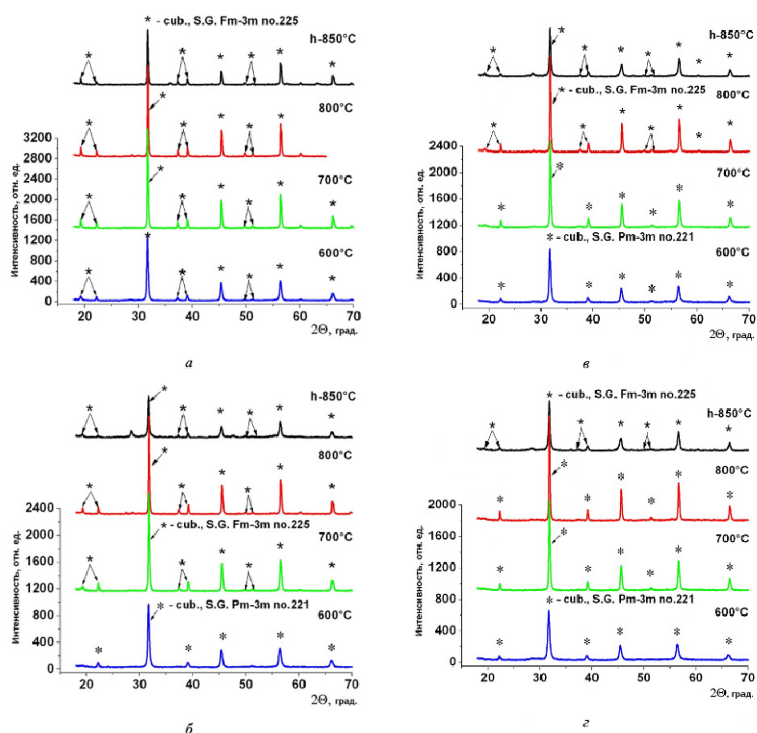 * - cub., S.G. Fm-3m no.225
h-850°C
800°C
700°C
600°C
Интенсивность, отн. ед.
3200
2800
2400
2000
1600
1200
800
400
0
20 30 40 50 60 70
2Θ, град.
а
h-850°C
* - cub., S.G. Fm-3m no.225
800°C
700°C
* - cub., S.G. Pm-3m no.221
600°C
Интенсивность, отн. ед.
2400
2000
1600
1200
800
400
0
20 30 40 50 60 70
2Θ, град.
в
h-850°C
800°C
* - cub., S.G. Fm-3m no.225
700°C
* - cub., S.G. Pm-3m no.221
600°C
Интенсивность, отн. ед.
2400
2000
1600
1200
800
400
0
20 30 40 50 60 70
2Θ, град.
б
* - cub., S.G. Fm-3m no.225
h-850°C
800°C
700°C
* - cub., S.G. Pm-3m no.221
600°C
Интенсивность, отн. ед.
2000
1600
1200
800
400
0
20 30 40 50 60 70
2Θ, град.
г